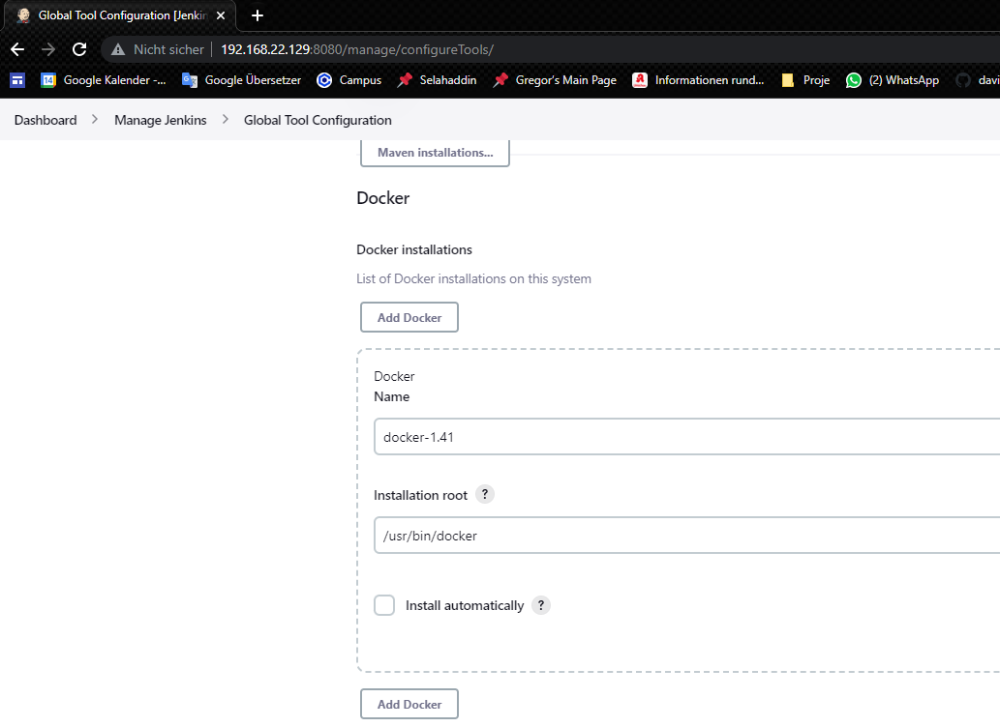 Global Tool Configuration [Jenkin
Nicht sicher 192.168.22.129:8080/manage/configureTools/
14 Google Kalender -... Google Übersetzer Campus Selahaddin Gregor's Main Page Informationen rund... Proje (2) WhatsApp davi
Dashboard > Manage Jenkins > Global Tool Configuration
Maven installations...
Docker
Docker installations
List of Docker installations on this system
Add Docker
Docker
Name
docker-1.41
Installation root ?
/usr/bin/docker
Install automatically ?
Add Docker